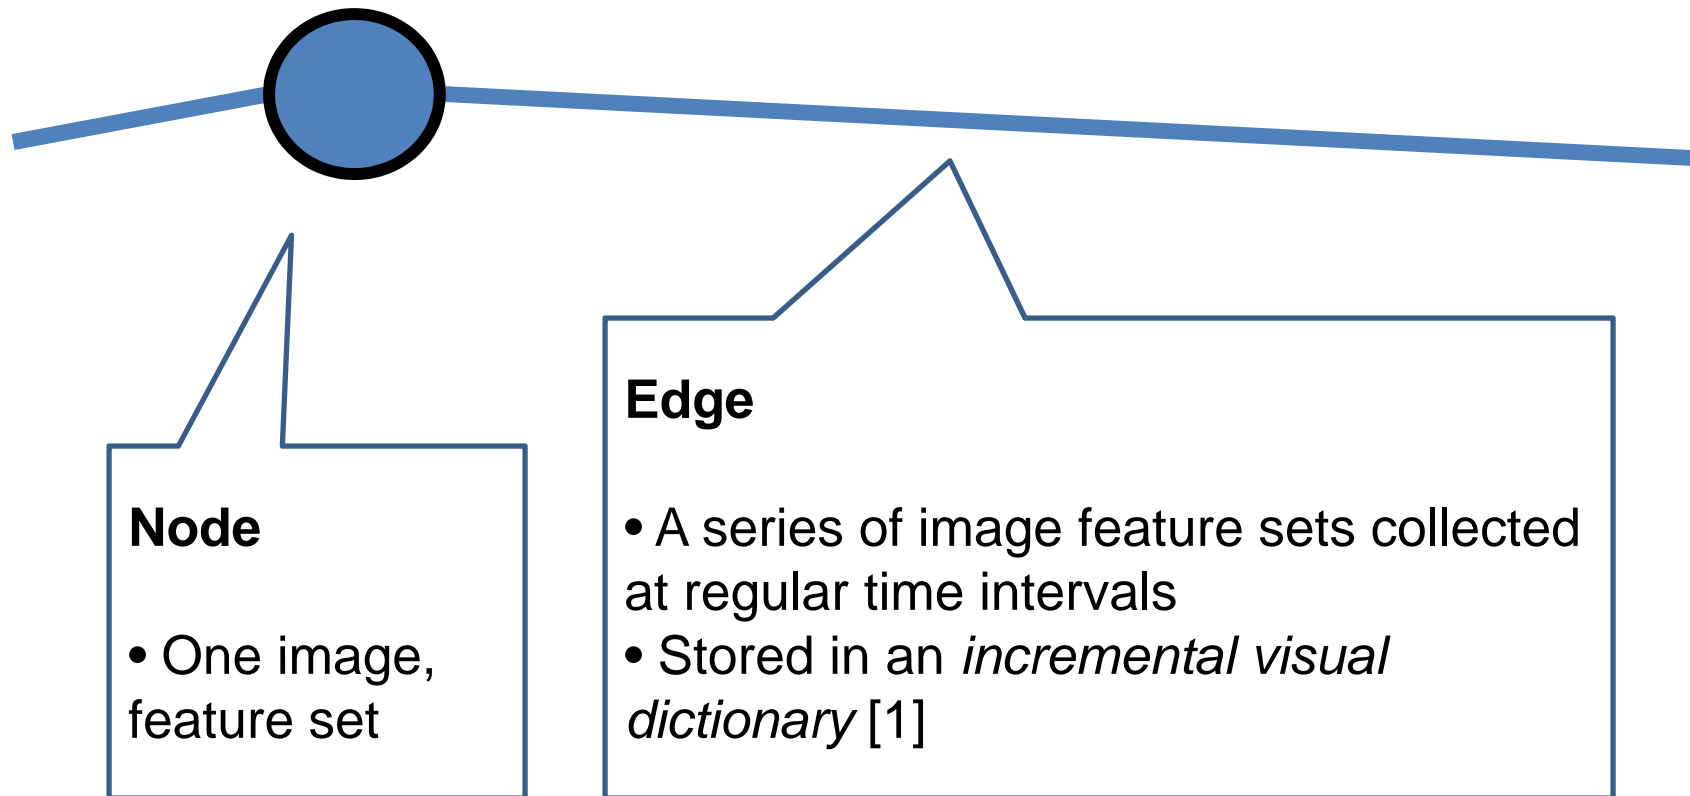 Node
• One image,
feature set
Edge
• A series of image feature sets collected
at regular time intervals
• Stored in an incremental visual
dictionary [1]